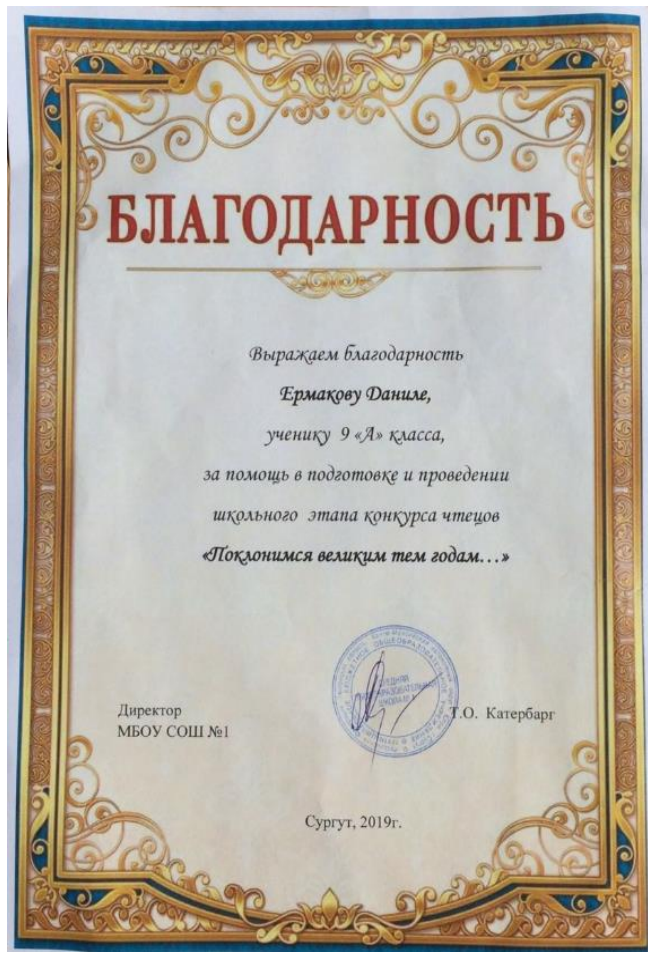 БЛАГОДАРНОСТЬ
Выражаем благодарность
Ермакову Даниле,
ученику 9 «А» класса,
за помощь в подготовке и проведении
школьного этапа конкурса чтецов
«Поклонимся великим тем годам...»
Директор
МБОУ СОШ №1
Т.О. Катербарг
Сургут, 2019г.